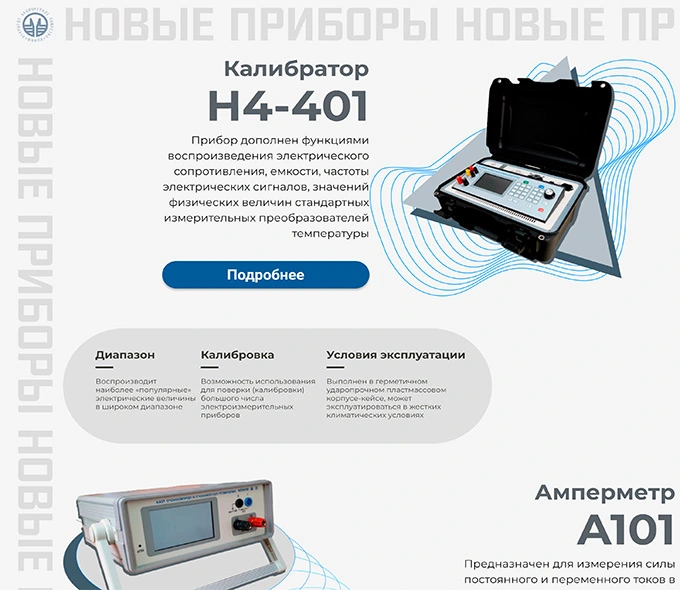 НОВЫЕ ПРИБОРЫ НОВЫЕ ПР
НОВЫЕ ПРИБОРЫ НОВЫЕ
Калибратор
Н4-401
Прибор дополнен функциями
воспроизведения электрического
сопротивления, емкости, частоты
электрических сигналов, значений
физических величин стандартных
измерительных преобразователей
температуры
Подробнее
Диапазон
Воспроизводит
наиболее «популярные»
электрические величины
в широком диапазоне
Калибровка
Возможность использования
для поверки (калибровки)
большого числа
электроизмерительных
приборов
Условия эксплуатации
Выполнен в герметичном
ударопрочном пластмассовом
корпусе-кейсе, может
эксплуатироваться в жестких
климатических условиях
Амперметр
А101
Предназначен для измерения силы
постоянного и переменного токов в